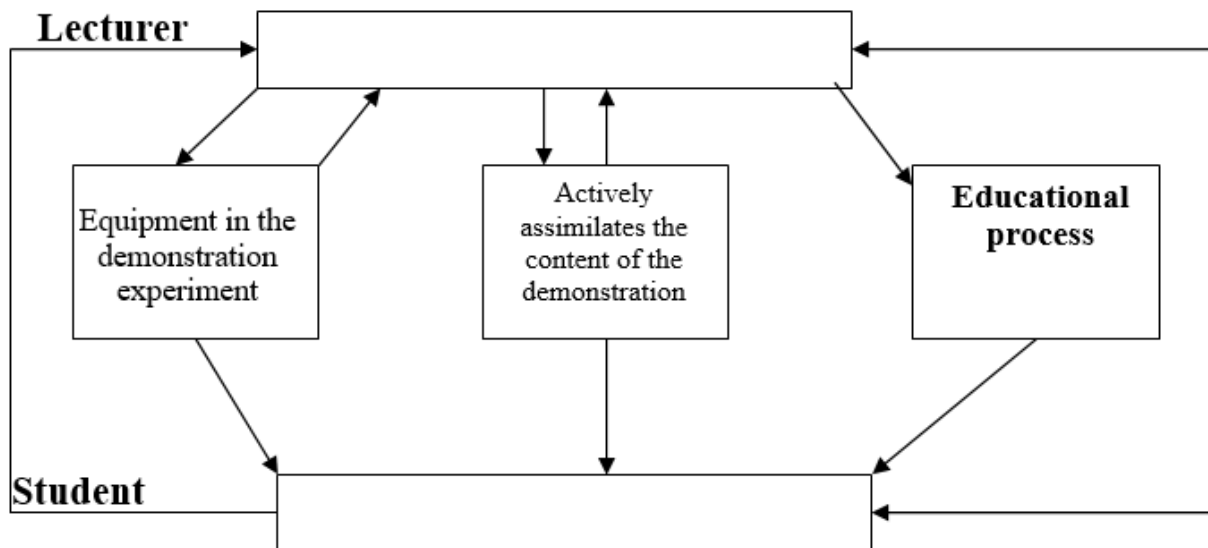 Lecturer
Equipment in the
demonstration
experiment
Actively
assimilates the
content of the
demonstration
Educational
process
Student